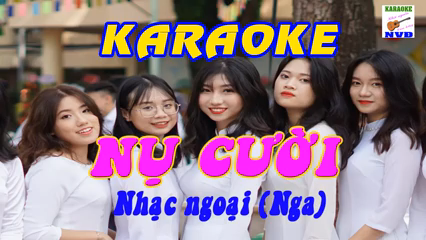 KARAOKE
KARAOKE
NVD
NỤ CƯỜI
Nhạc ngoại (Nga)